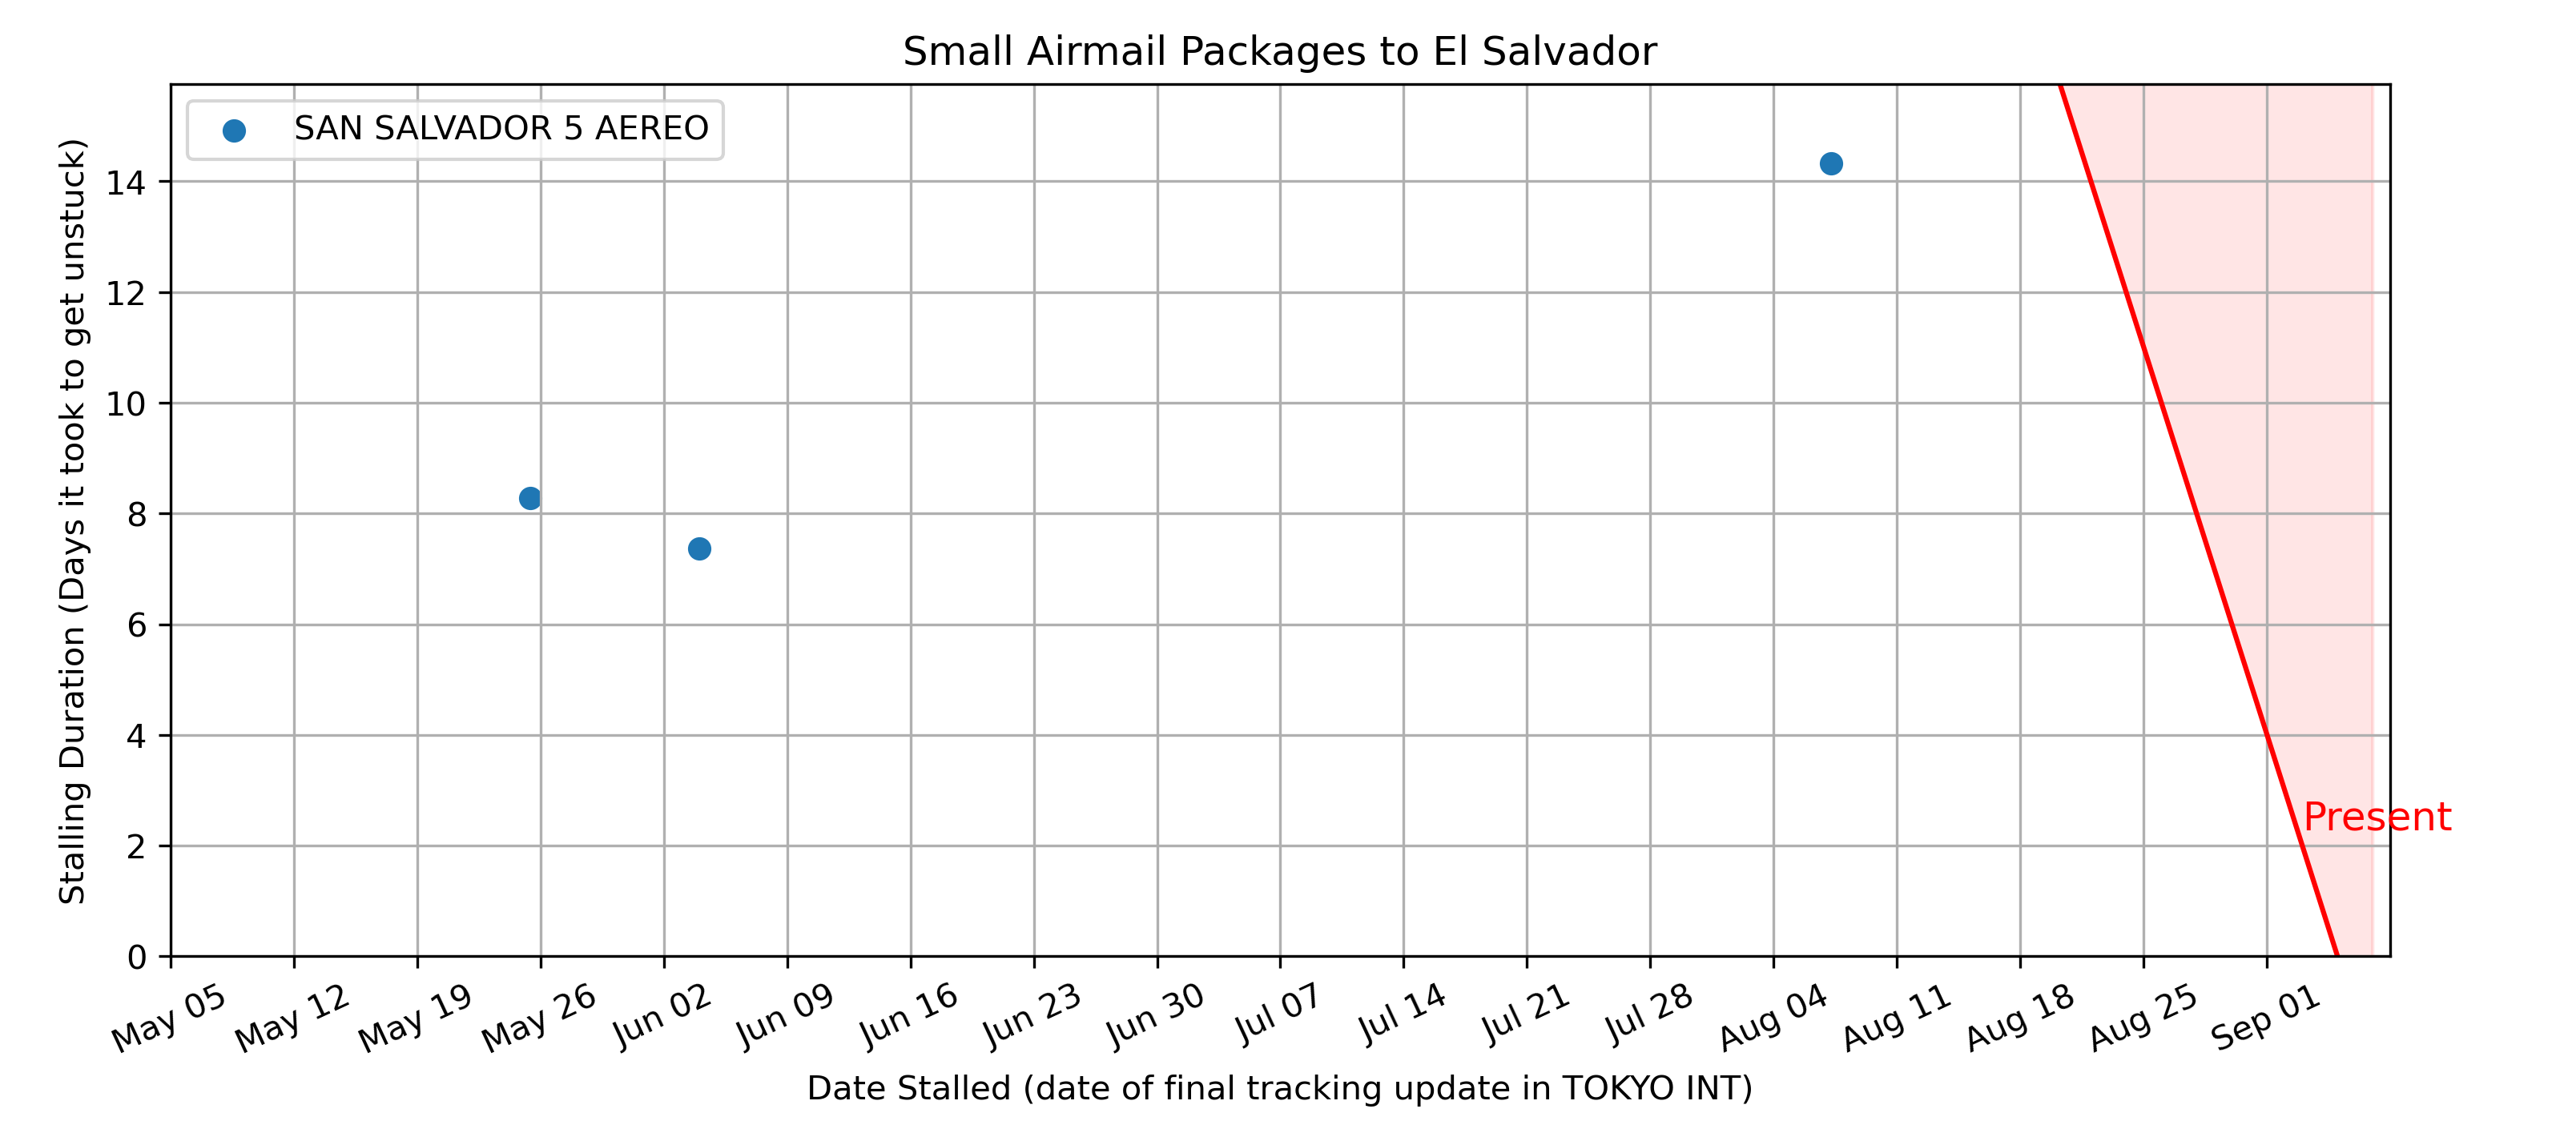 Small Airmail Packages to El Salvador
SAN SALVADOR 5 AEREO
Stalling Duration (Days it took to get unstuck)
14
12
10
8
6
4
2
0
Present
May 05
May 12
May 19
May 26
Jun 02
Jun 09
Jun 16
Jun 23
Jun 30
Jul 07
Jul 14
Jul 21
Jul 28
Aug 04
Aug 11
Aug 18
Aug 25
Sep 01
Date Stalled (date of final tracking update in TOKYO INT)